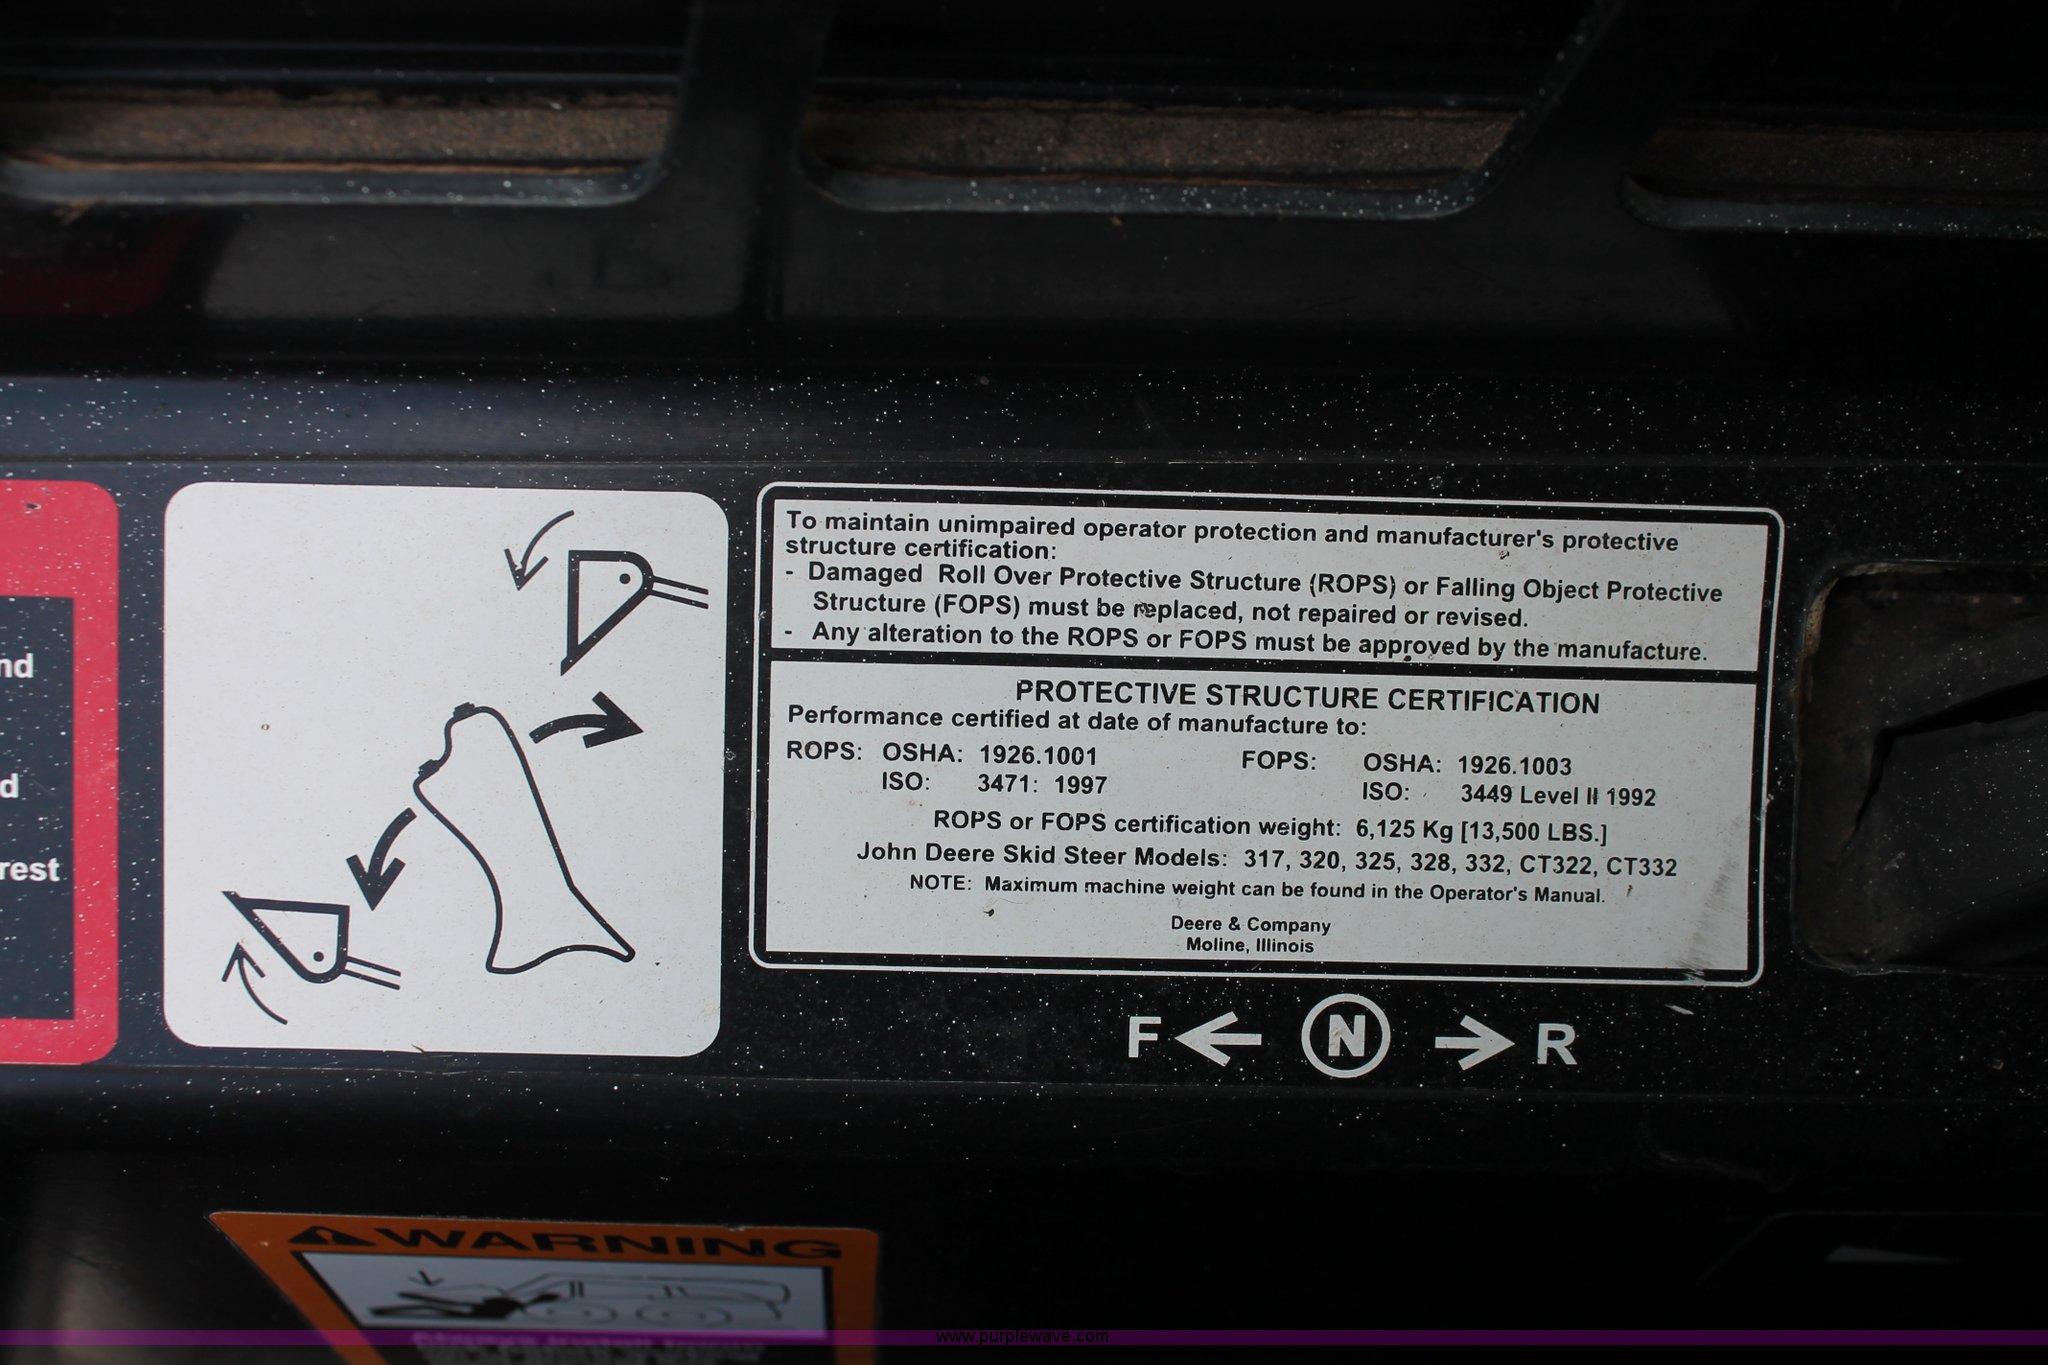 nd
d
rest
To maintain unimpaired operator protection and manufacturer's protective
structure certification:
- Damaged Roll Over Protective Structure (ROPS) or Falling Object Protective
Structure (FOPS) must be replaced, not repaired or revised.
- Any alteration to the ROPS or FOPS must be approved by the manufacture.
PROTECTIVE STRUCTURE CERTIFICATION
Performance certified at date of manufacture to:
ROPS: OSHA: 1926.1001 FOPS: OSHA: 1926.1003
ISO: 3471: 1997 ISO: 3449 Level II 1992
ROPS or FOPS certification weight: 6,125 Kg [13,500 LBS.]
John Deere Skid Steer Models: 317, 320, 325, 328, 332, CT322, CT332
NOTE: Maximum machine weight can be found in the Operator's Manual.
Deere & Company
Moline, Illinois
F N R
WARNING
www.purplewave.com